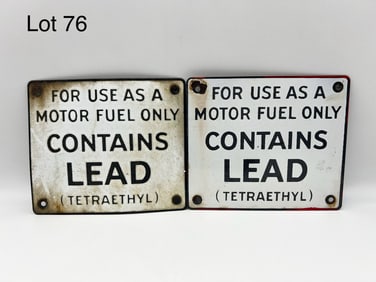 Lot 76
FOR USE AS A
MOTOR FUEL ONLY
CONTAINS
LEAD
(TETRAETHYL)
FOR USE AS A
MOTOR FUEL ONLY
CONTAINS
LEAD
(TETRAETHYL)